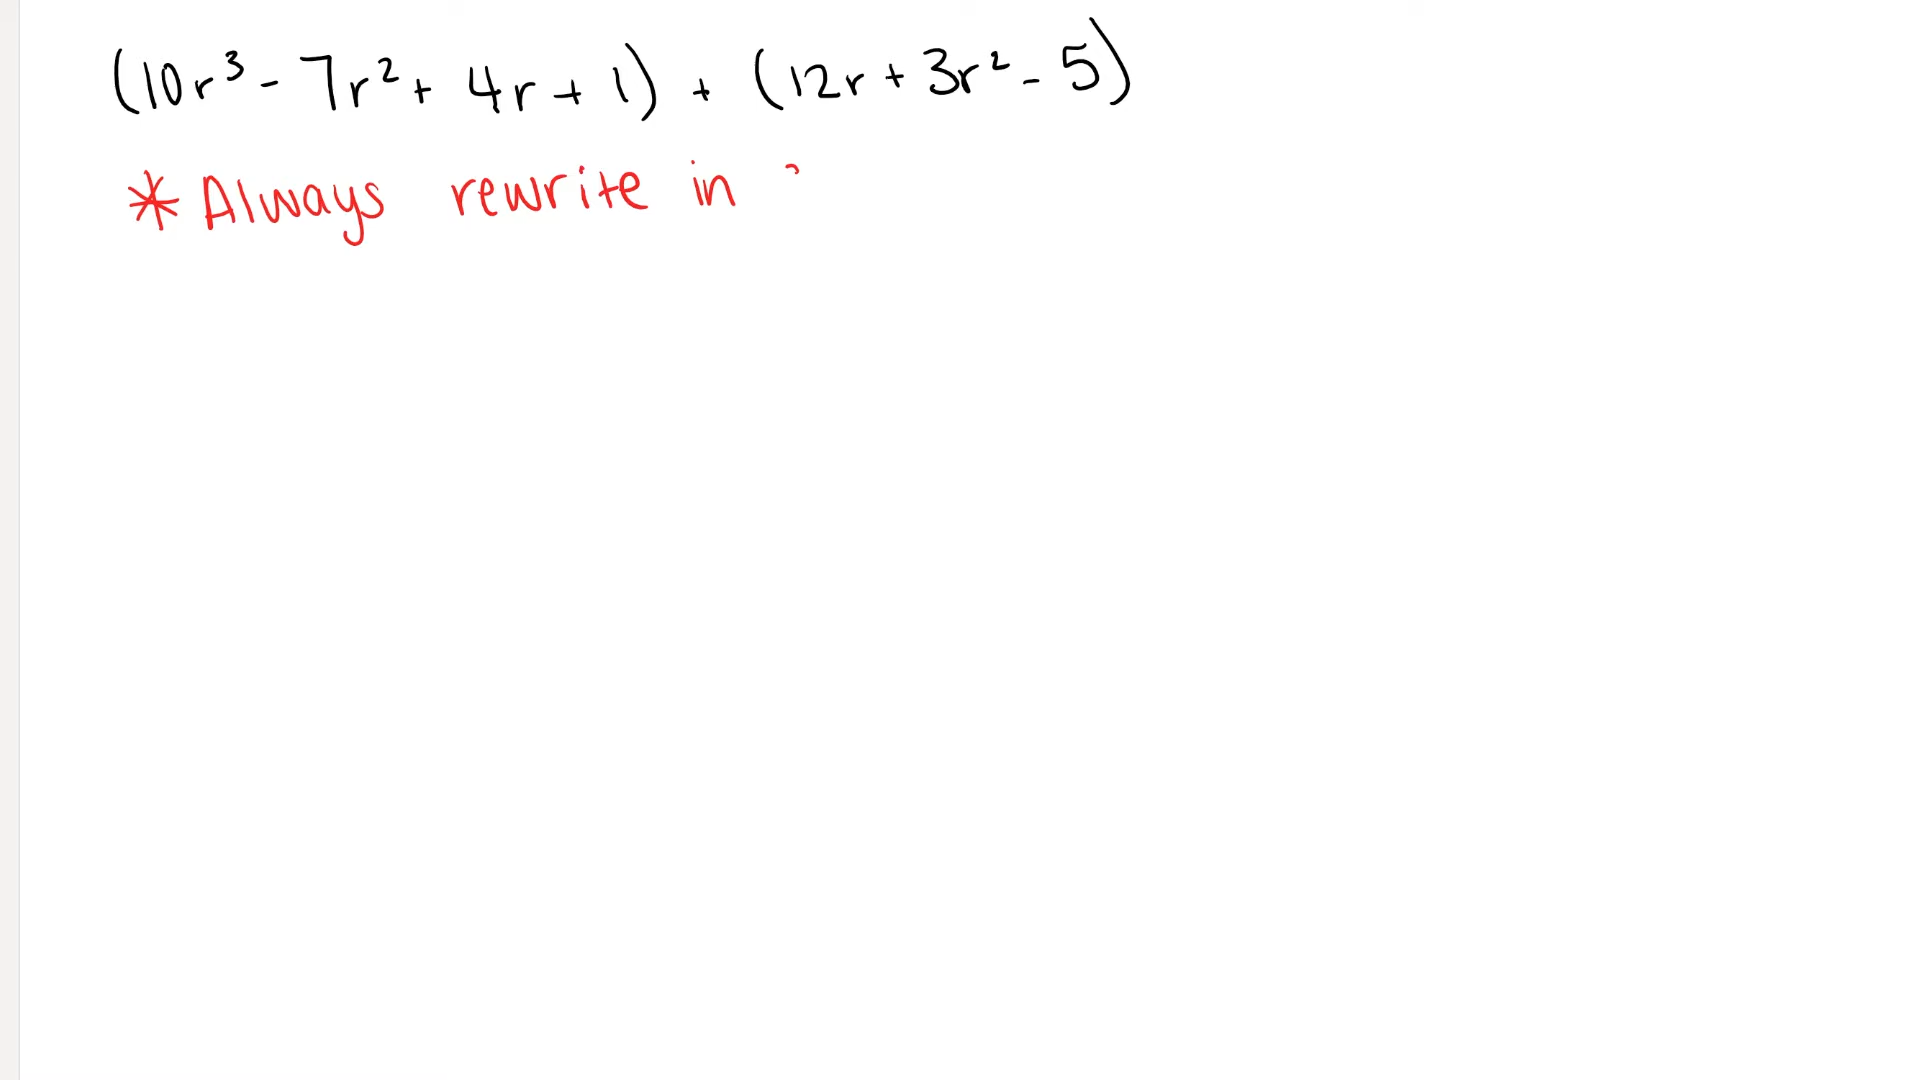 (10r³ - 7r² + 4r + 1) + (12r + 3r² - 5)
* Always rewrite in